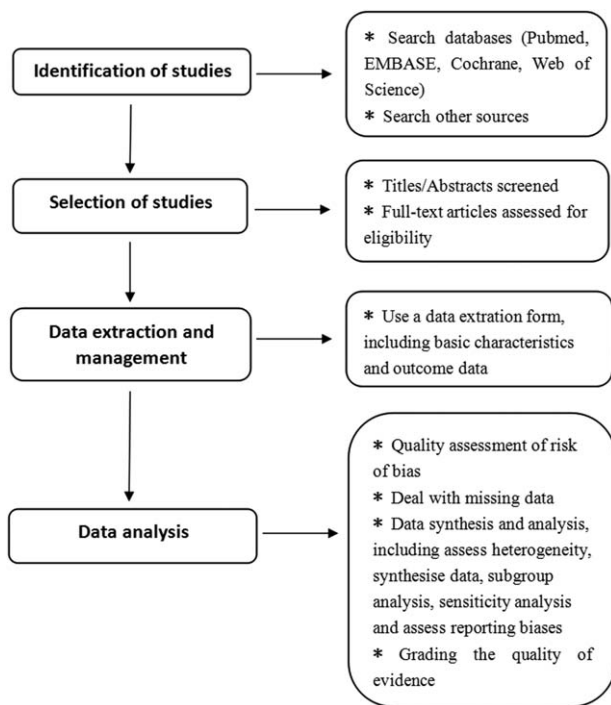 Identification of studies
* Search databases (Pubmed,
EMBASE, Cochrane, Web of
Science)
* Search other sources
Selection of studies
* Titles/Abstracts screened
* Full-text articles assessed for
eligibility
Data extraction and
management
* Use a data extration form,
including basic characteristics
and outcome data
Data analysis
* Quality assessment of risk
of bias
* Deal with missing data
* Data synthesis and analysis,
including assess heterogeneity,
synthesise data, subgroup
analysis, sensiticity analysis
and assess reporting biases
* Grading the quality of
evidence